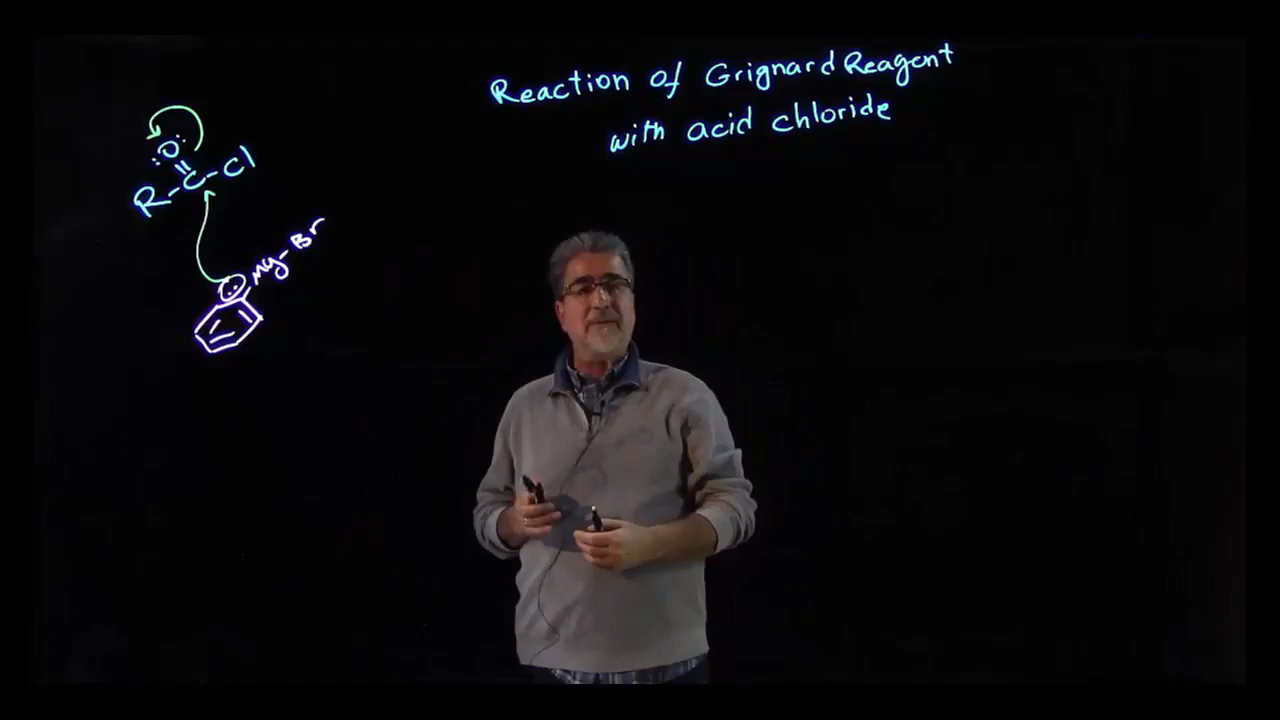 Reaction of Grignard Reagent
with acid chloride
:O:
R-C-Cl
Mg-Br
: